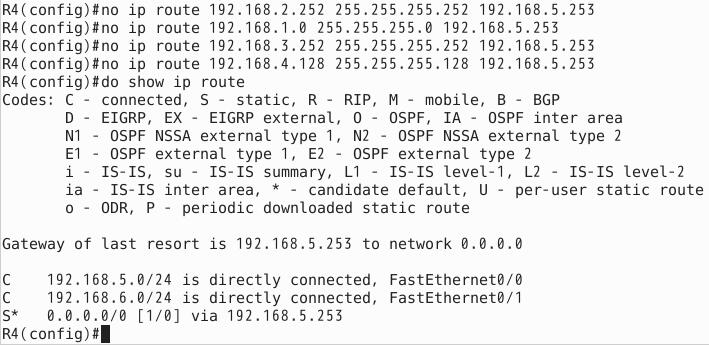 R4(config)#no ip route 192.168.2.252 255.255.255.252 192.168.5.253
R4(config)#no ip route 192.168.1.0 255.255.255.0 192.168.5.253
R4(config)#no ip route 192.168.3.252 255.255.255.252 192.168.5.253
R4(config)#no ip route 192.168.4.128 255.255.255.128 192.168.5.253
R4(config)#do show ip route
Codes: C - connected, S - static, R - RIP, M - mobile, B - BGP
       D - EIGRP, EX - EIGRP external, O - OSPF, IA - OSPF inter area
       N1 - OSPF NSSA external type 1, N2 - OSPF NSSA external type 2
       E1 - OSPF external type 1, E2 - OSPF external type 2
       i - IS-IS, su - IS-IS summary, L1 - IS-IS level-1, L2 - IS-IS level-2
       ia - IS-IS inter area, * - candidate default, U - per-user static route
       o - ODR, P - periodic downloaded static route

Gateway of last resort is 192.168.5.253 to network 0.0.0.0

C    192.168.5.0/24 is directly connected, FastEthernet0/0
C    192.168.6.0/24 is directly connected, FastEthernet0/1
S*   0.0.0.0/0 [1/0] via 192.168.5.253
R4(config)#